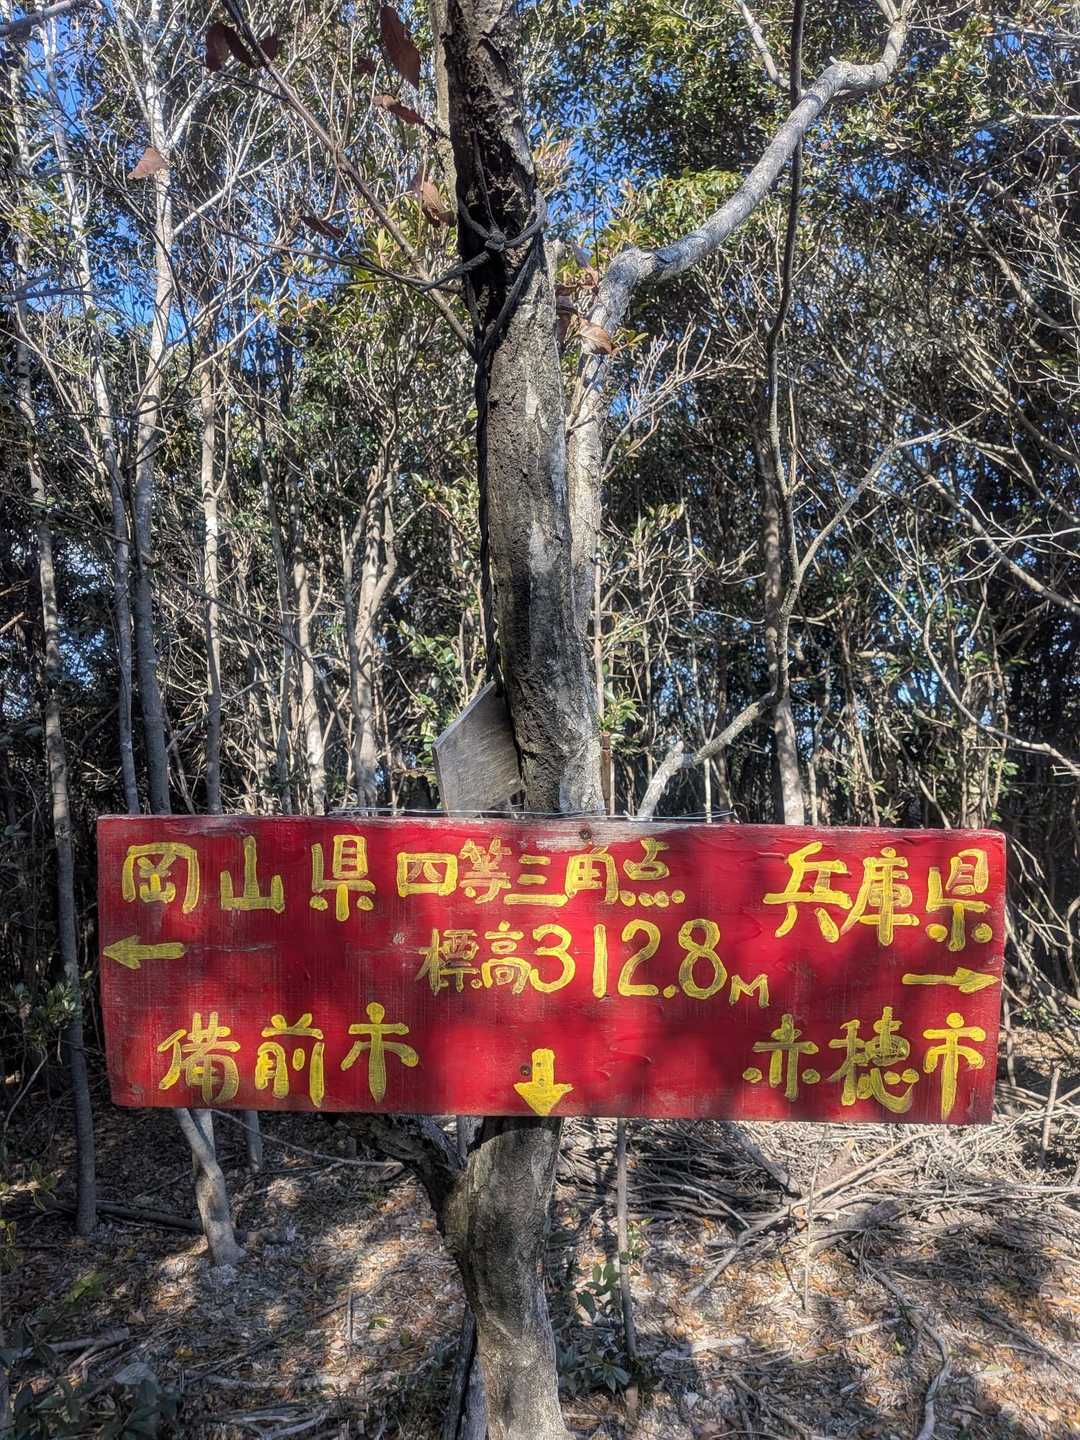 岡山県 四等三角点 兵庫県
← 標高312.8M →
備前市 ↓ 赤穂市